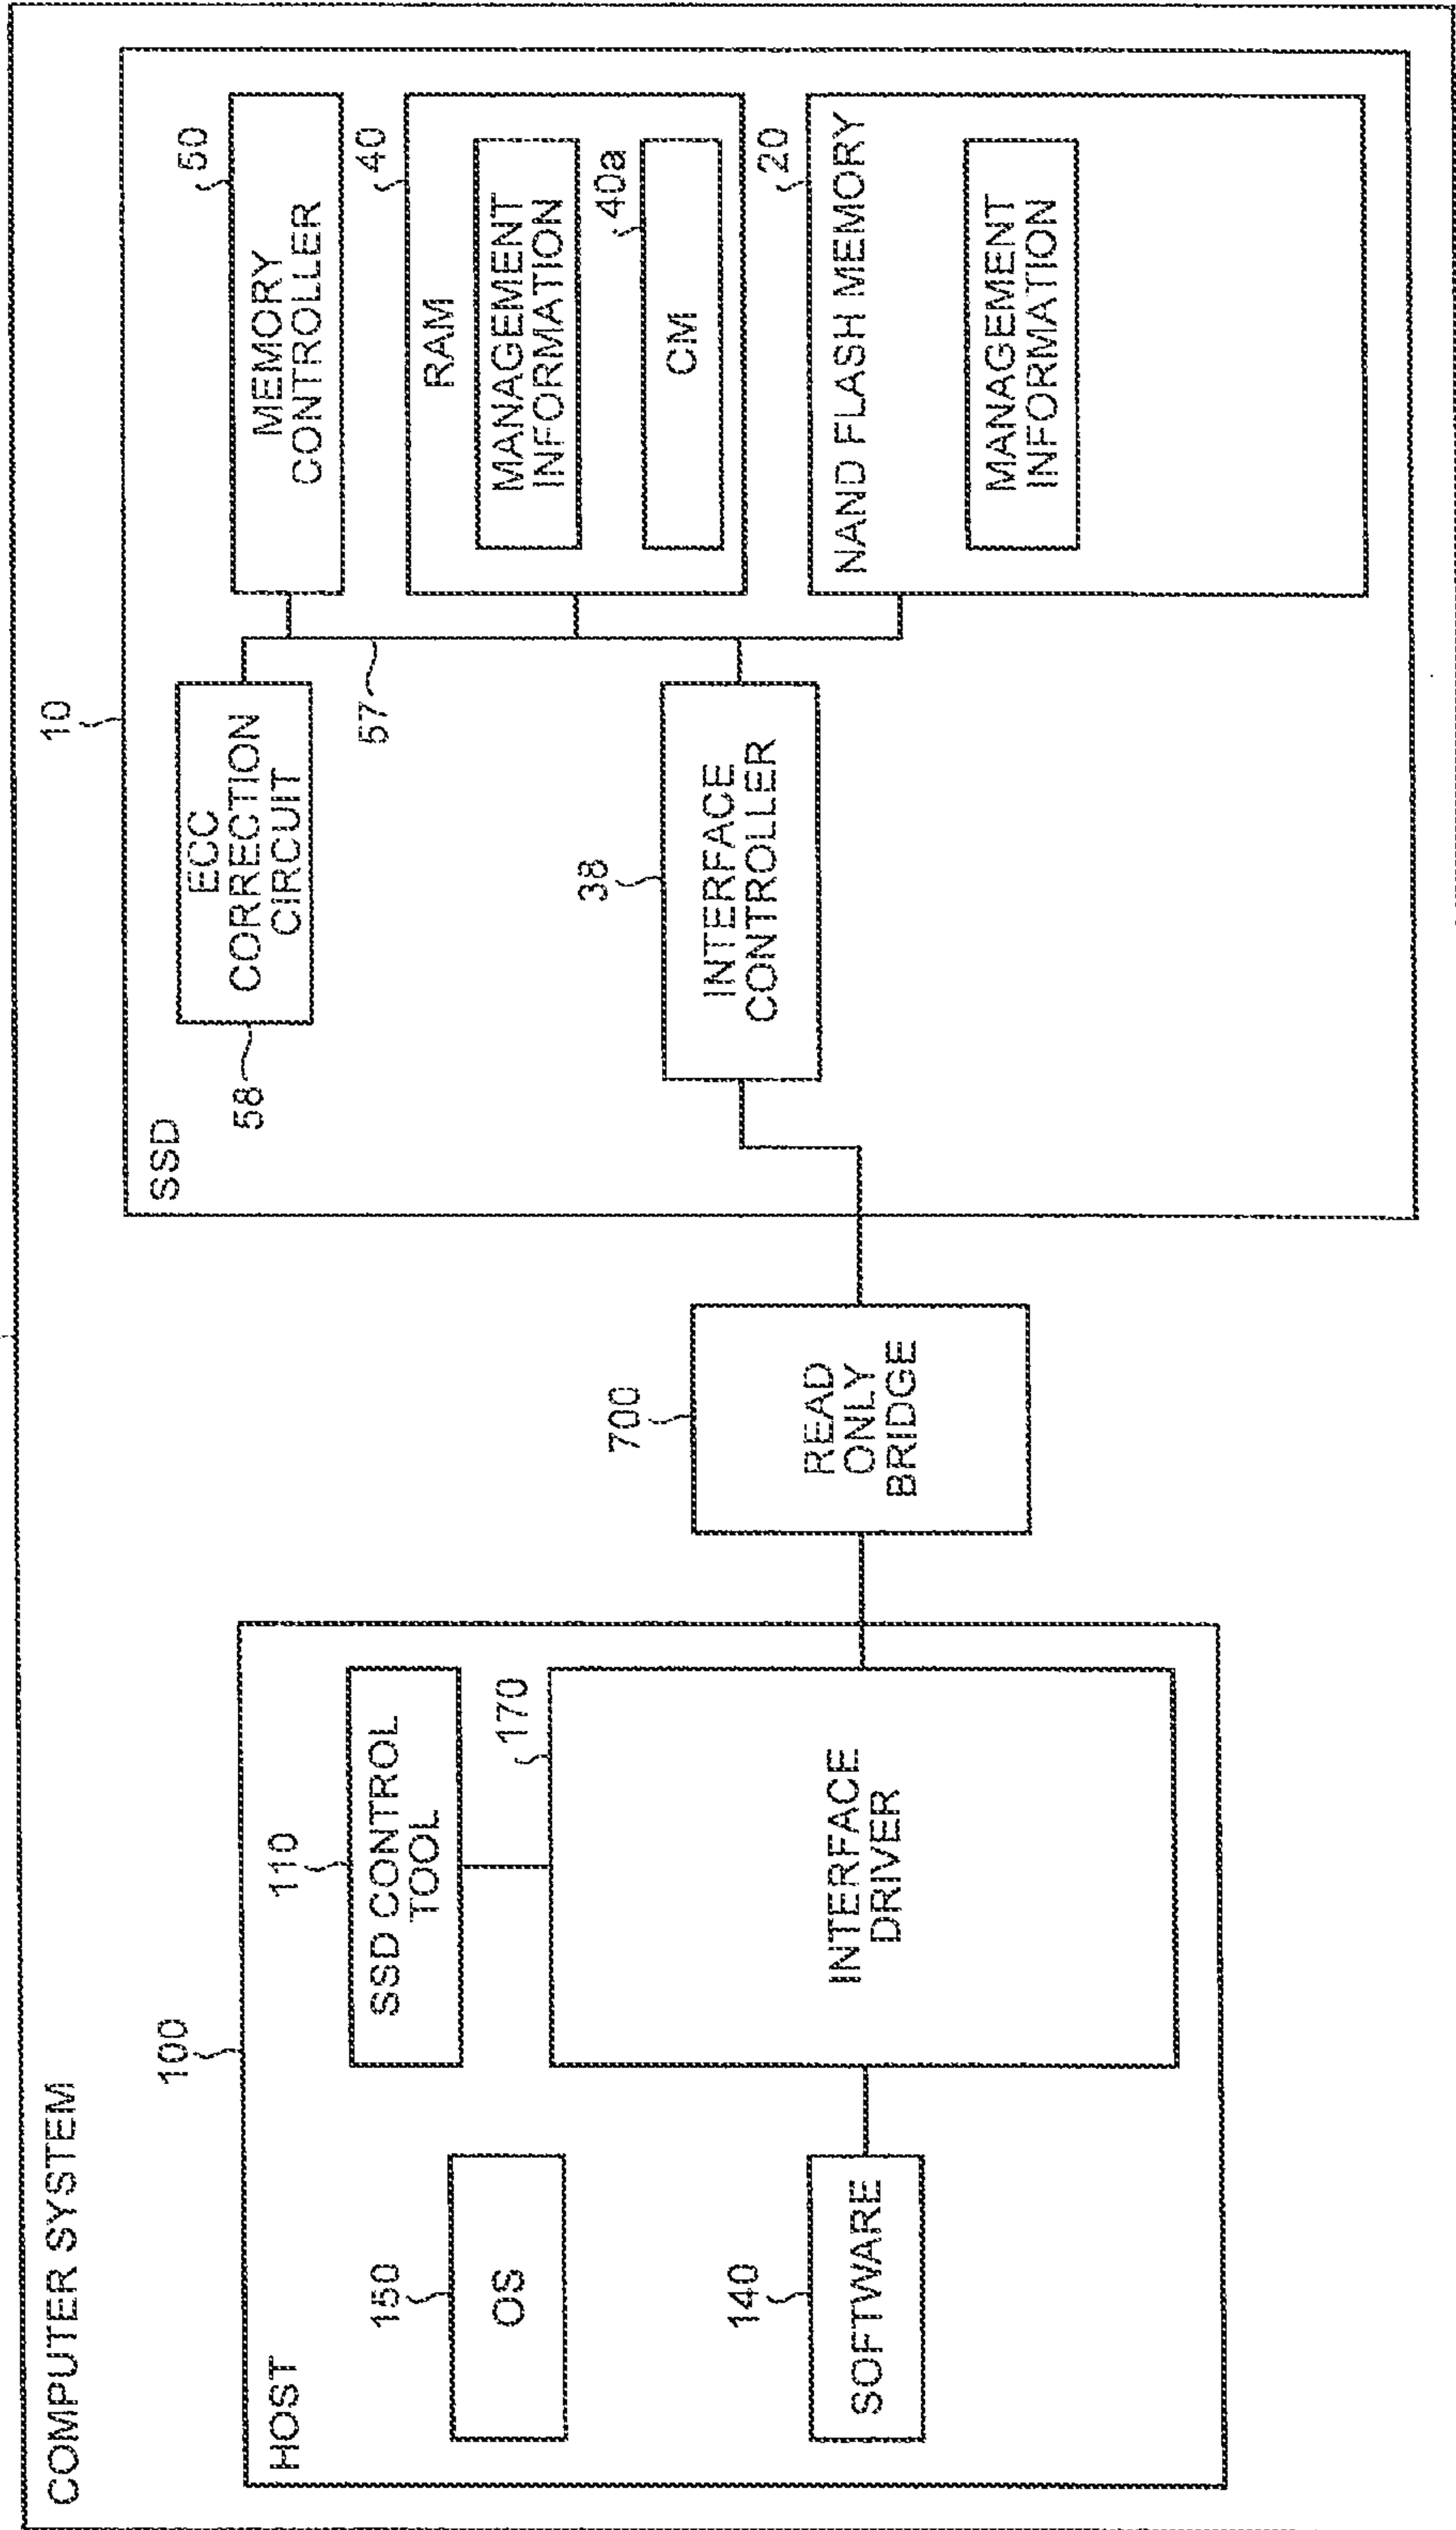 COMPUTER SYSTEM
HOST
100
150
OS
140
SOFTWARE
110
SSD CONTROL
TOOL
170
INTERFACE
DRIVER
700
READ
ONLY
BRIDGE
10
SSD
58
ECC
CORRECTION
CIRCUIT
57
38
INTERFACE
CONTROLLER
50
MEMORY
CONTROLLER
40
RAM
MANAGEMENT
INFORMATION
40a
CM
20
NAND FLASH MEMORY
MANAGEMENT
INFORMATION